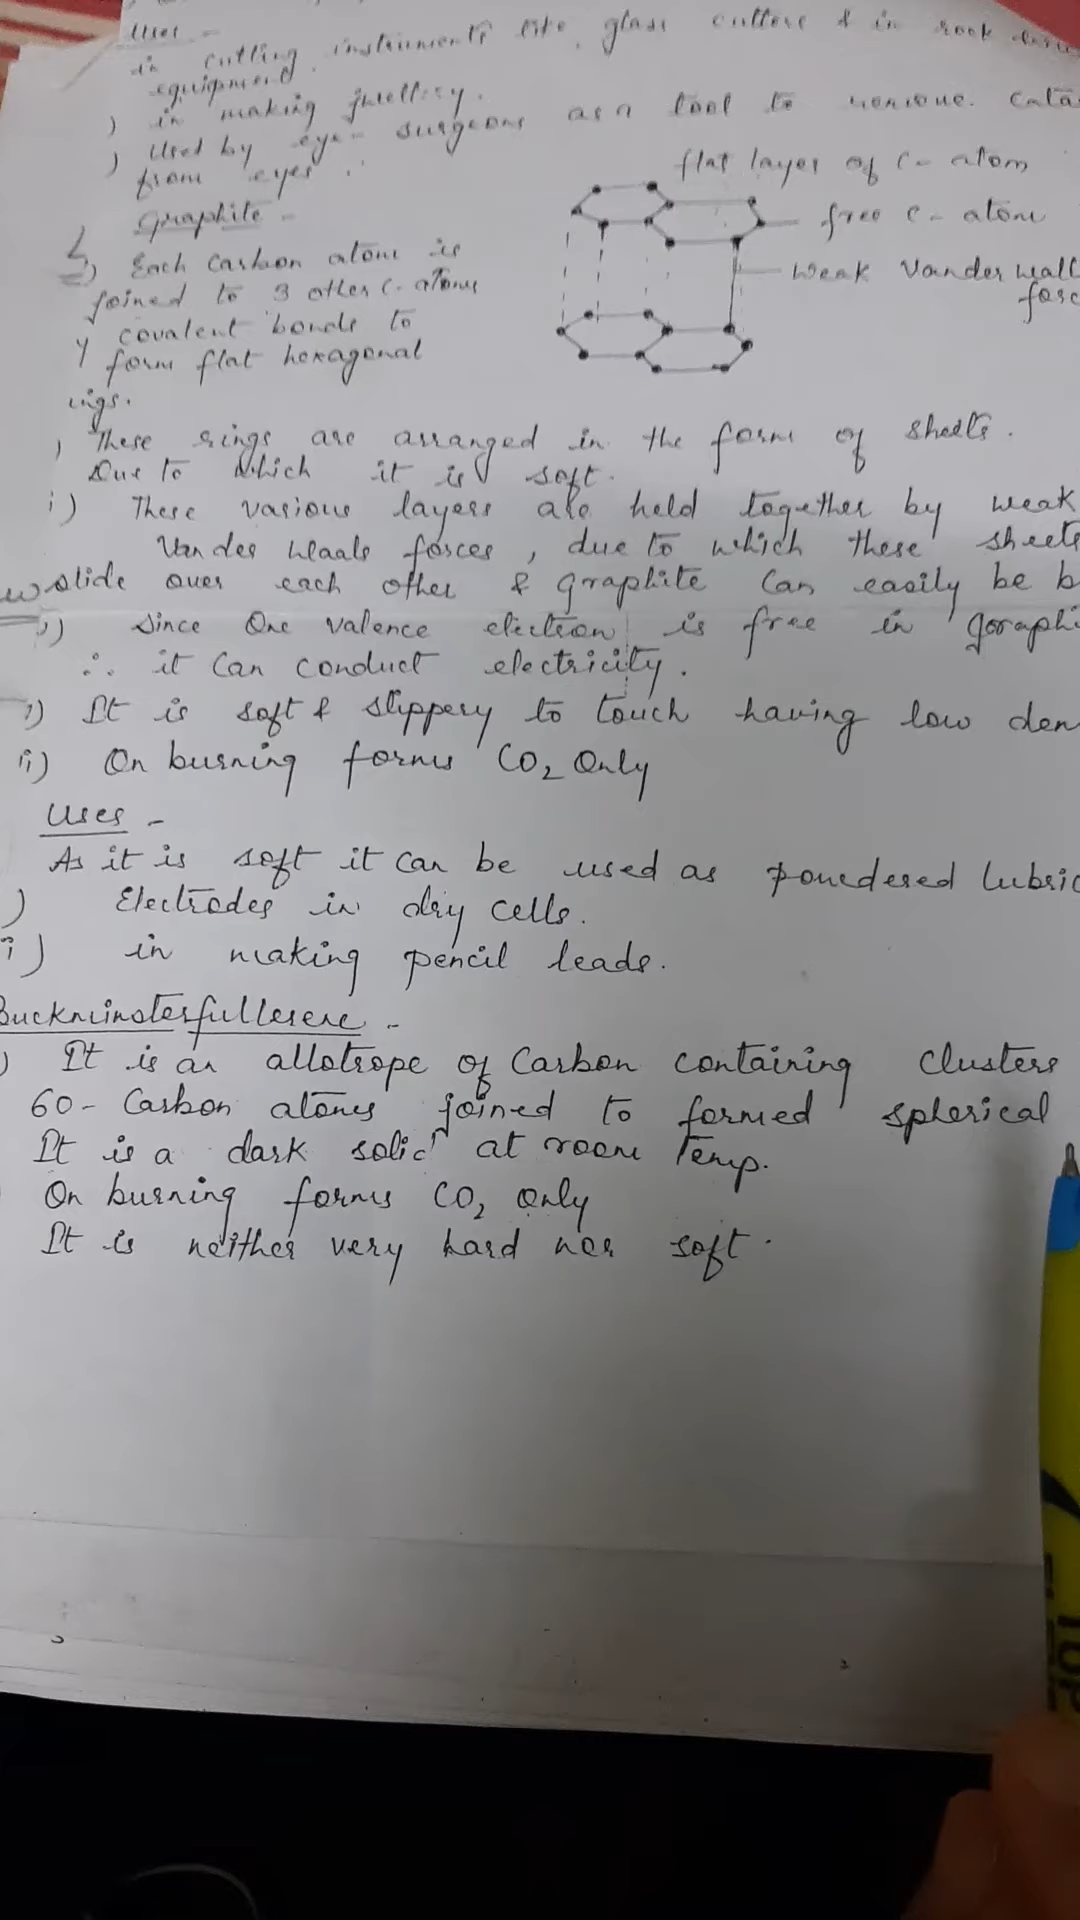 Uses -
in cutting instruments like glass cutters & in rock
equipment
) in making jwellery.
) Used by eye - surgeons as a tool to remove cata
from eyes.
flat layer of C- atom
Graphite -
free C- atom
Each Carbon atom is
weak Vander wall
forc
joined to 3 other C- atoms
y covalent bonds to
form flat hexagonal
ings.
) These rings are arranged in the form of sheets.
Due to which it is soft.
i) These various layers are held together by weak
Van der Waals forces, due to which these sheets
slide over each other & graphite can easily be b
i) Since One valence electron is free in Graphi
∴ it Can conduct electricity.
i) It is soft & slippery to touch having low den
ii) On burning forms CO2 Only
Uses -
As it is soft it can be used as powdered lubric
) Electrodes in dry cells.
i) in making pencil leads.
Buckminsterfullerene -
) It is an allotrope of Carbon containing clusters
60- Carbon atoms joined to formed spherical
It is a dark solid at room Temp.
On burning forms CO2 only
It is neither very hard nor soft.
TOP